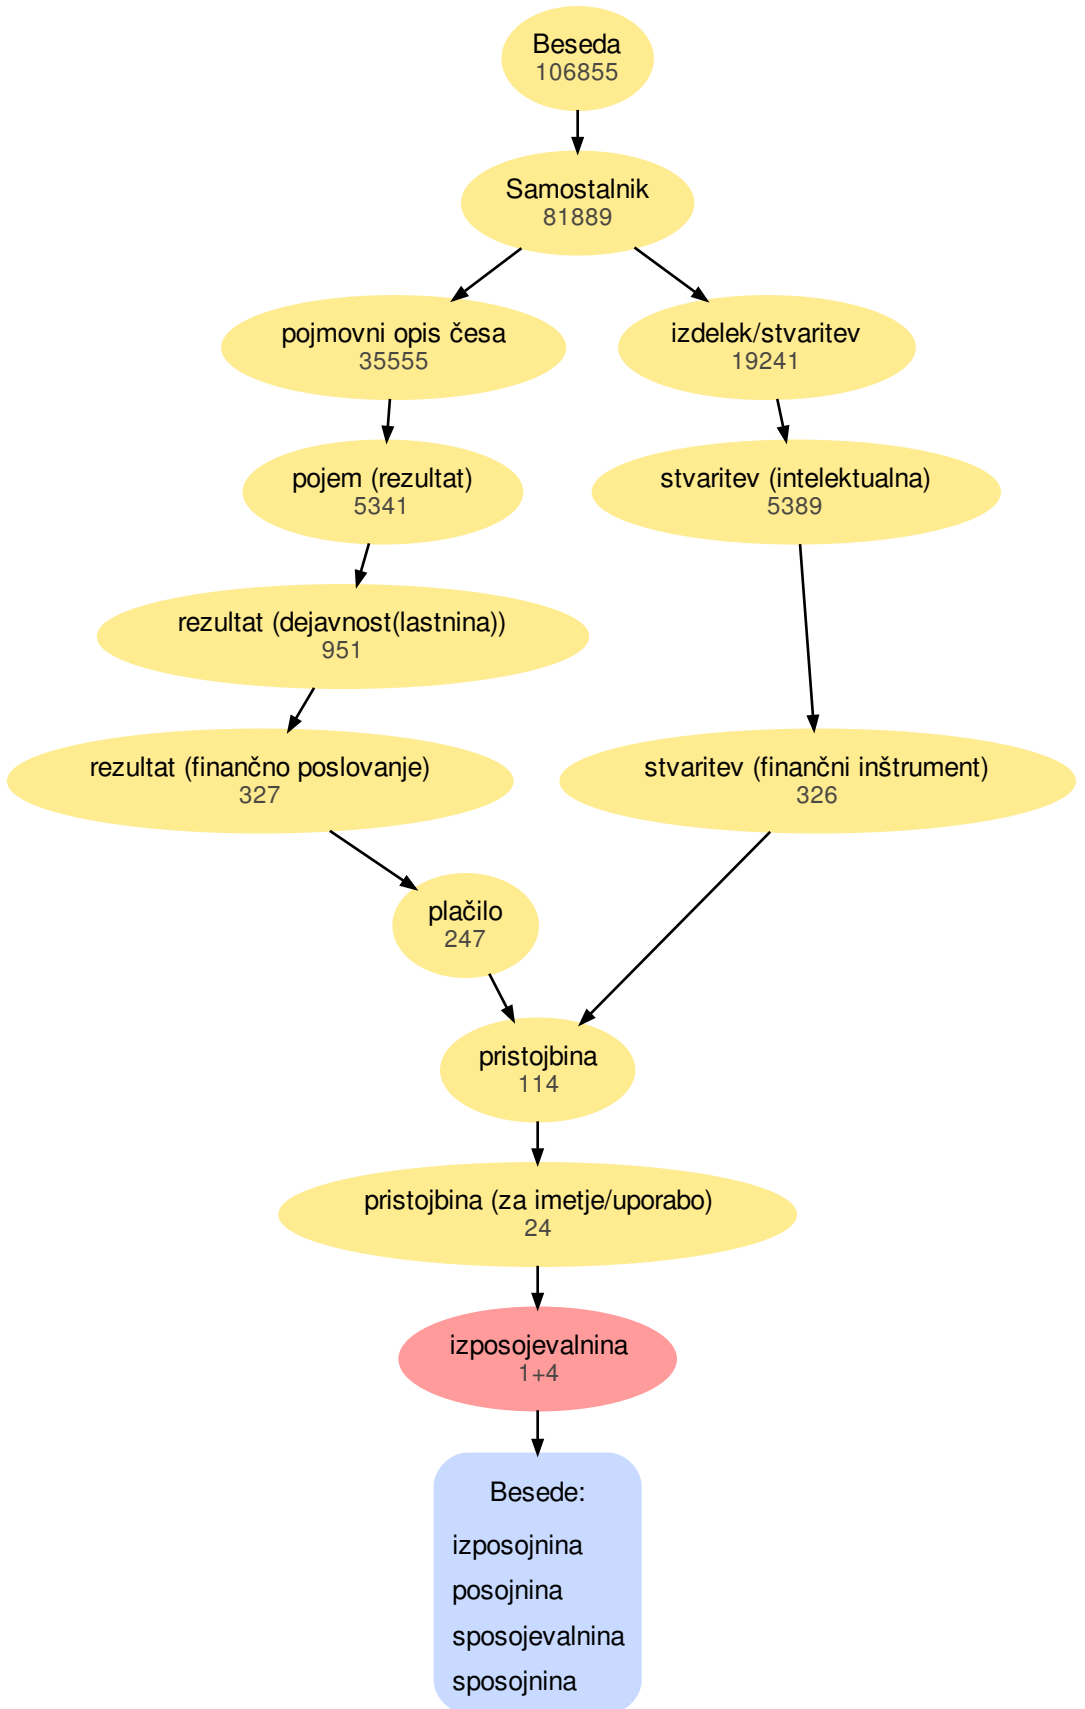 Beseda
106855
Samostalnik
81889
pojmovni opis česa
35555
izdelek/stvaritev
19241
pojem (rezultat)
5341
stvaritev (intelektualna)
5389
rezultat (dejavnost(lastnina))
951
rezultat (finančno poslovanje)
327
stvaritev (finančni inštrument)
326
plačilo
247
pristojbina
114
pristojbina (za imetje/uporabo)
24
izposojevalnina
1+4
Besede:
izposojnina
posojnina
sposojevalnina
sposojnina